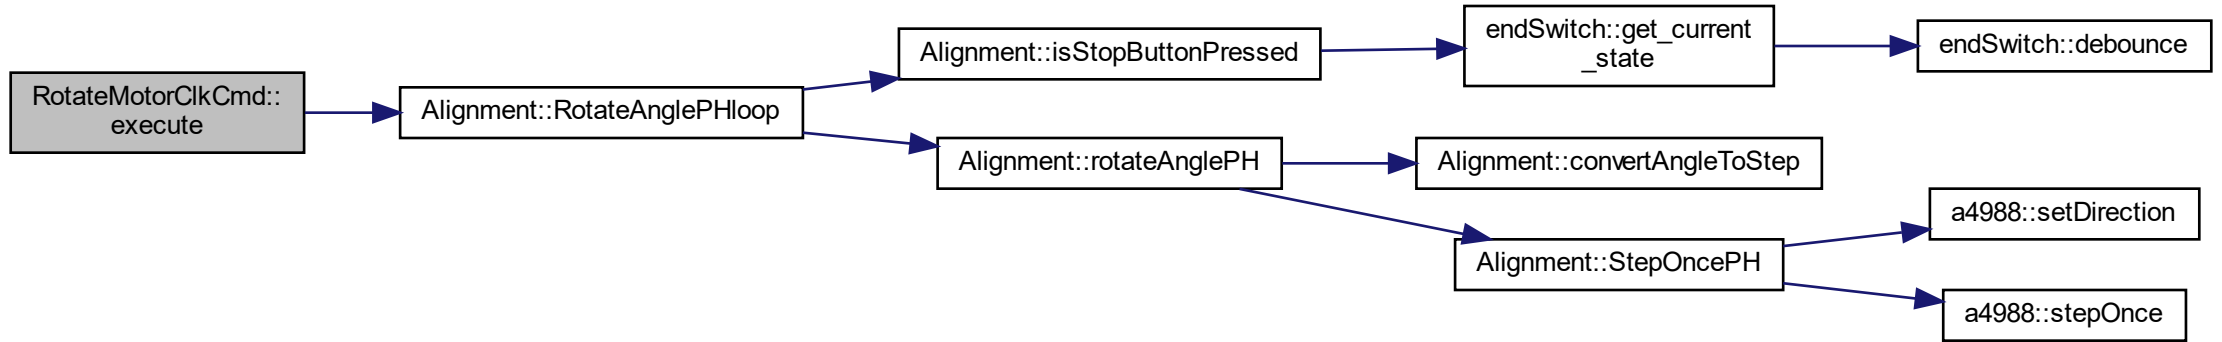 RotateMotorClkCmd::
execute
Alignment::RotateAnglePHloop
Alignment::isStopButtonPressed
endSwitch::get_current
_state
endSwitch::debounce
Alignment::rotateAnglePH
Alignment::convertAngleToStep
Alignment::StepOncePH
a4988::setDirection
a4988::stepOnce